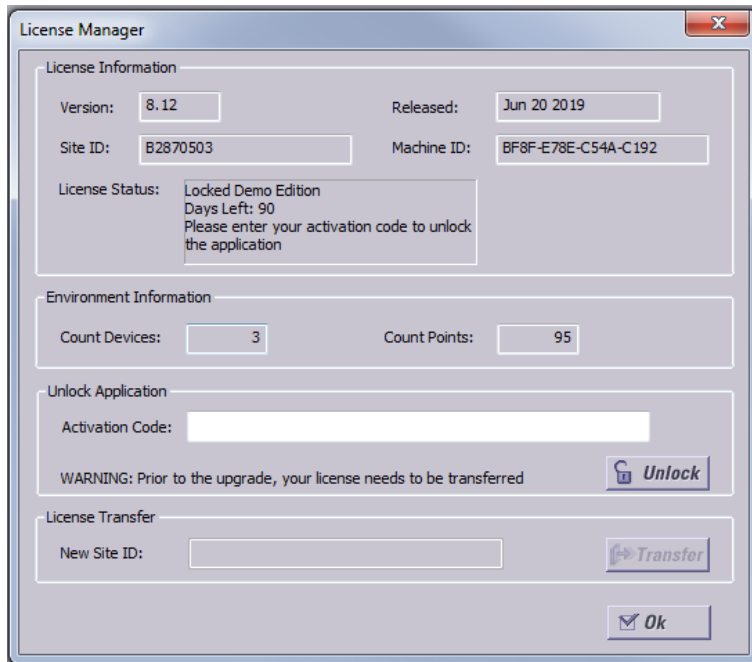 License Manager
License Information
Version: 8.12 Released: Jun 20 2019
Site ID: B2870503 Machine ID: BF8F-E78E-C54A-C192
License Status: Locked Demo Edition
Days Left: 90
Please enter your activation code to unlock
the application
Environment Information
Count Devices: 3 Count Points: 95
Unlock Application
Activation Code:
WARNING: Prior to the upgrade, your license needs to be transferred Unlock
License Transfer
New Site ID: Transfer
Ok